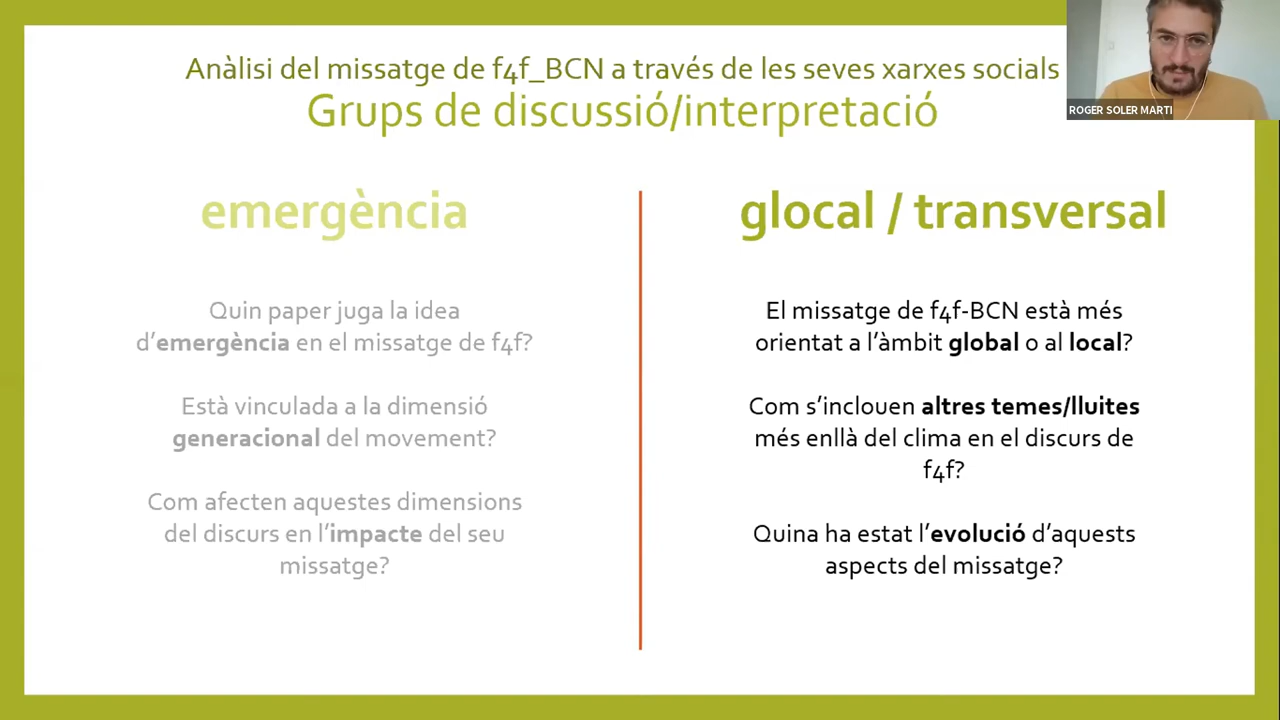 Anàlisi del missatge de f4f_BCN a través de les seves xarxes socials
Grups de discussió/interpretació
ROGER SOLER MARTI
emergència
Quin paper juga la idea
d'emergència en el missatge de f4f?
Està vinculada a la dimensió
generacional del movement?
Com afecten aquestes dimensions
del discurs en l'impacte del seu
missatge?
glocal / transversal
El missatge de f4f-BCN està més
orientat a l'àmbit global o al local?
Com s'inclouen altres temes/lluites
més enllà del clima en el discurs de
f4f?
Quina ha estat l'evolució d'aquests
aspects del missatge?